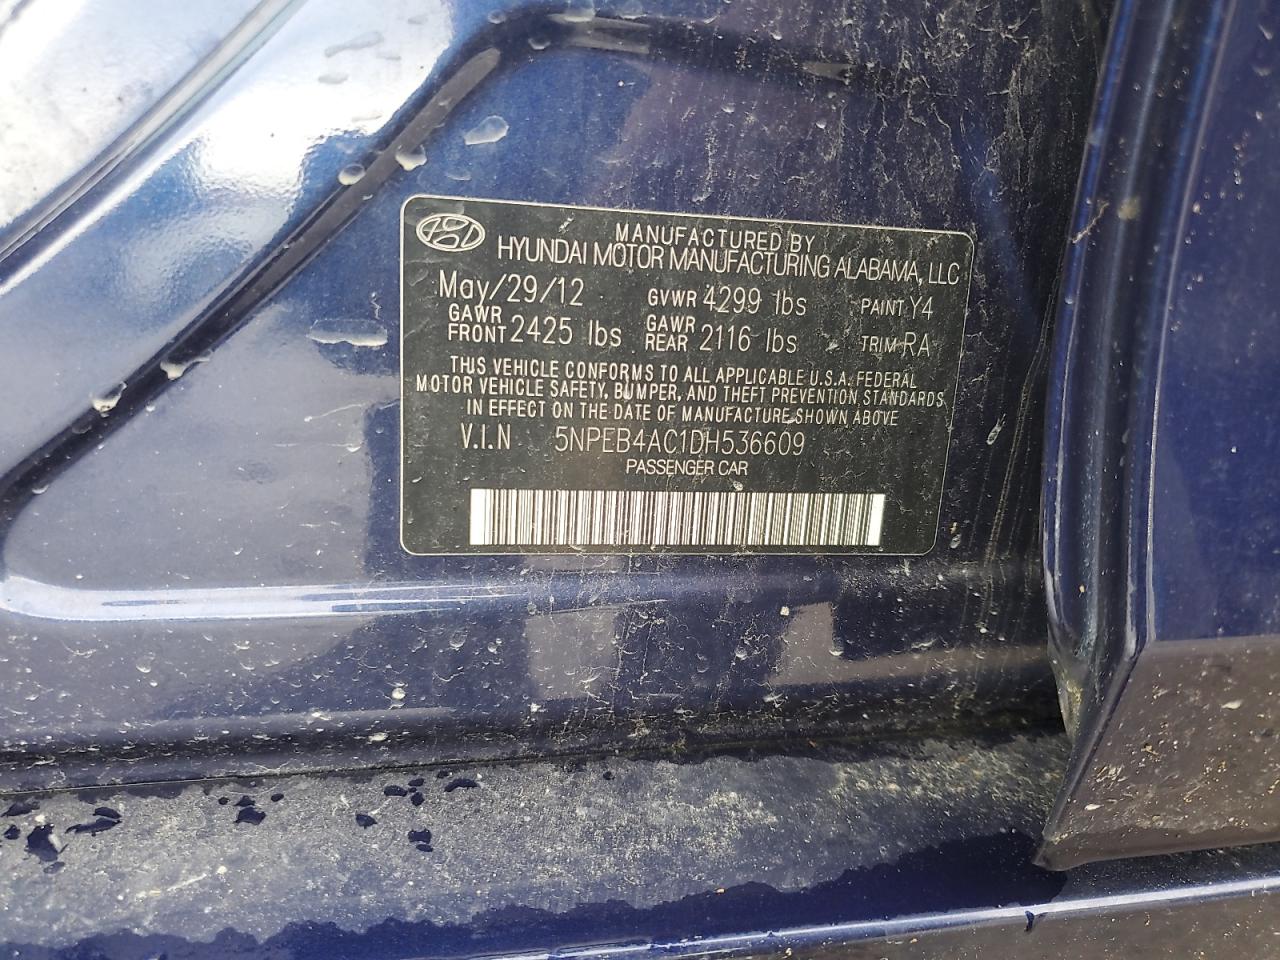 MANUFACTURED BY
HYUNDAI MOTOR MANUFACTURING ALABAMA, LLC
May/29/12 GVWR 4299 lbs PAINT Y4
GAWR FRONT 2425 lbs GAWR REAR 2116 lbs TRIM RA
THIS VEHICLE CONFORMS TO ALL APPLICABLE U.S.A. FEDERAL
MOTOR VEHICLE SAFETY, BUMPER, AND THEFT PREVENTION STANDARDS
IN EFFECT ON THE DATE OF MANUFACTURE SHOWN ABOVE
V.I.N 5NPEB4AC1DH536609
PASSENGER CAR